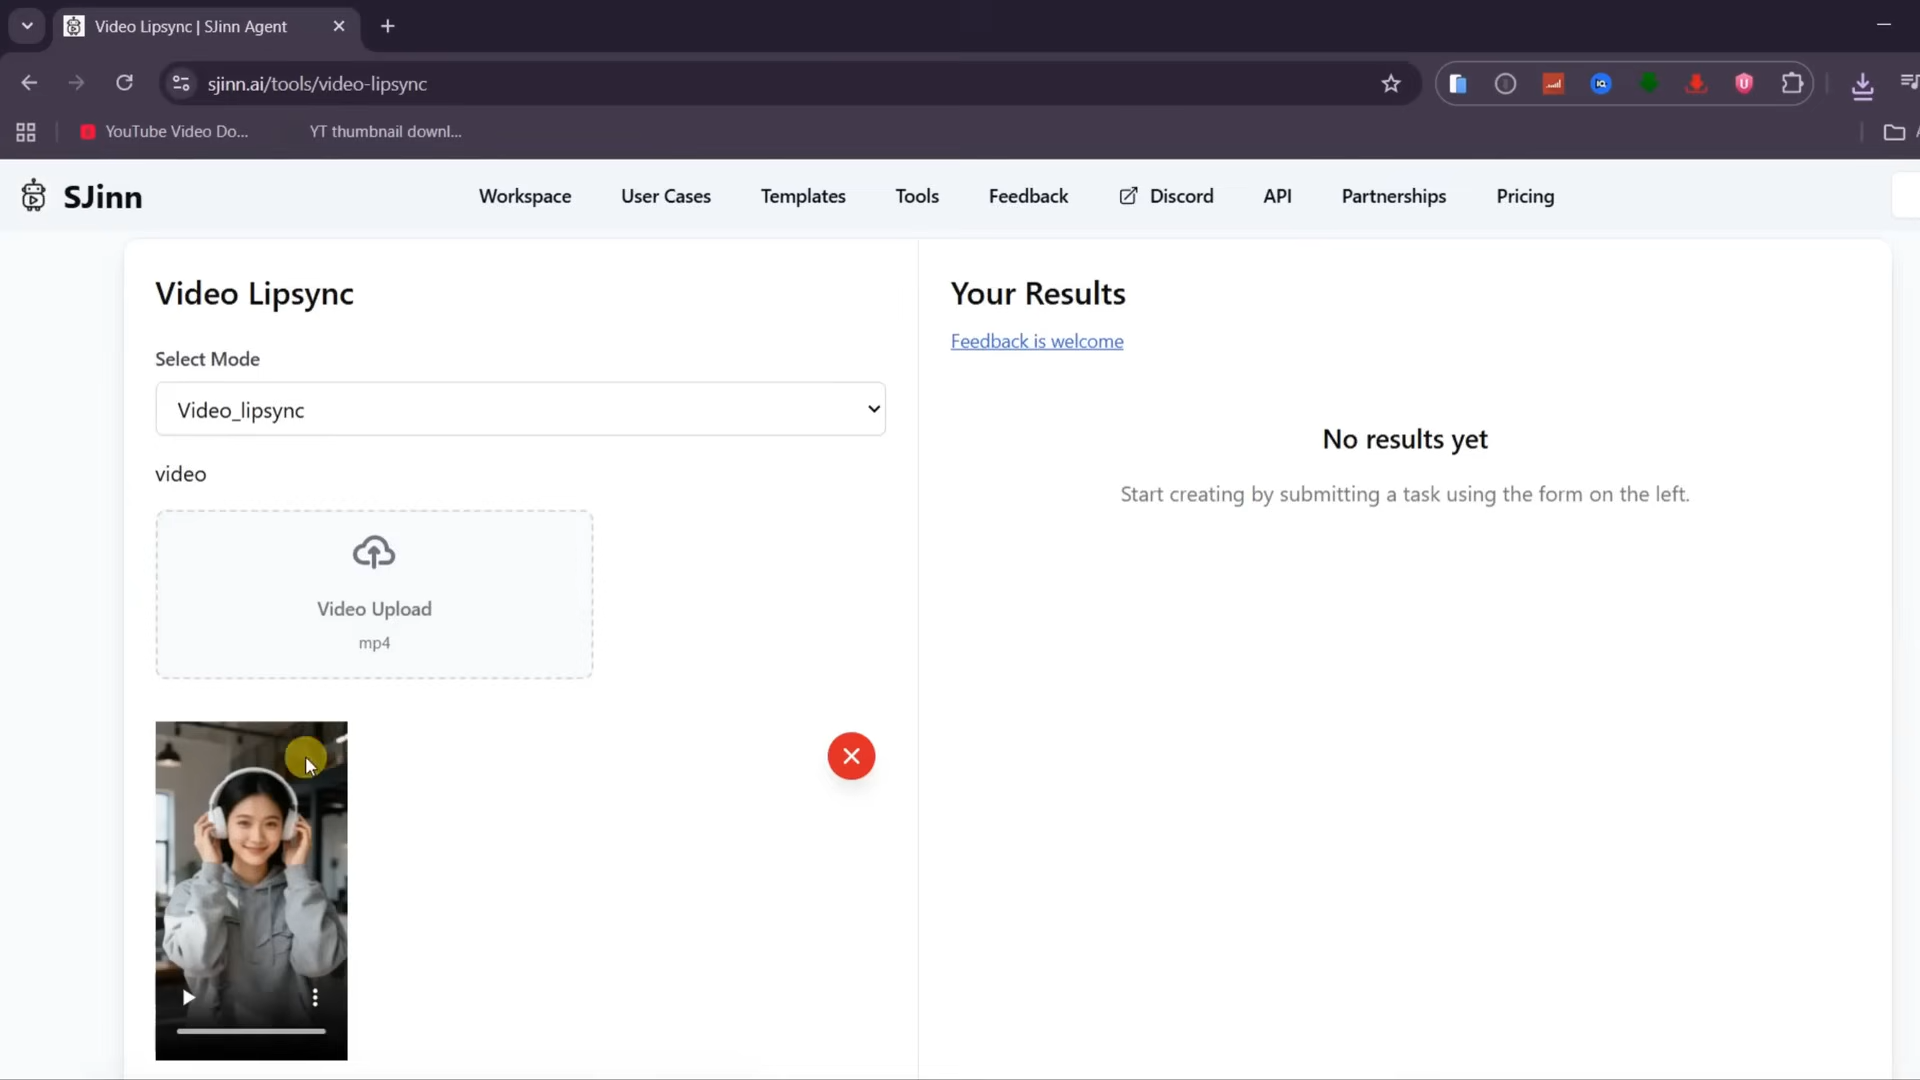 Video Lipsync | SJinn Agent
sjinn.ai/tools/video-lipsync
YouTube Video Do...
YT thumbnail downl...
SJinn
Workspace
User Cases
Templates
Tools
Feedback
Discord
API
Partnerships
Pricing
Video Lipsync
Select Mode
Video_lipsync
video
Video Upload
mp4
Your Results
Feedback is welcome
No results yet
Start creating by submitting a task using the form on the left.